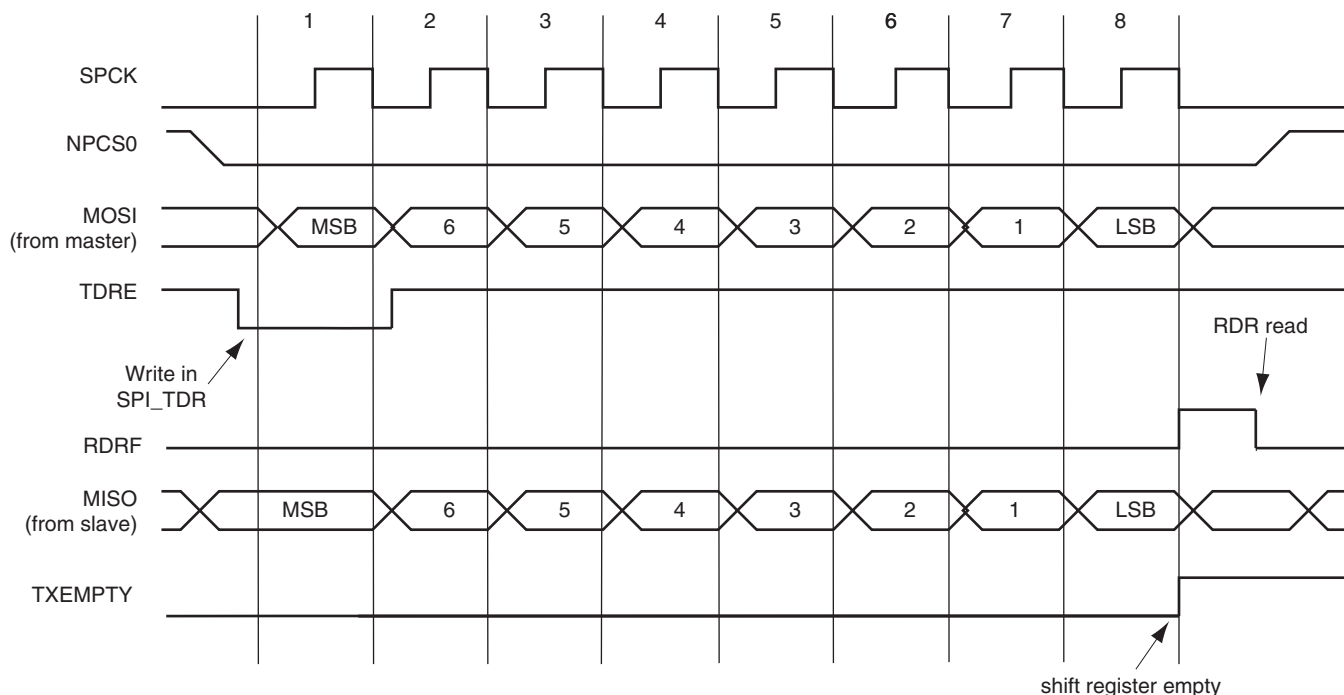 1 2 3 4 5 6 7 8
SPCK
NPCS0
MOSI
(from master)
MSB 6 5 4 3 2 1 LSB
TDRE
RDR read
Write in
SPI_TDR
RDRF
MISO
(from slave)
MSB 6 5 4 3 2 1 LSB
TXEMPTY
shift register empty